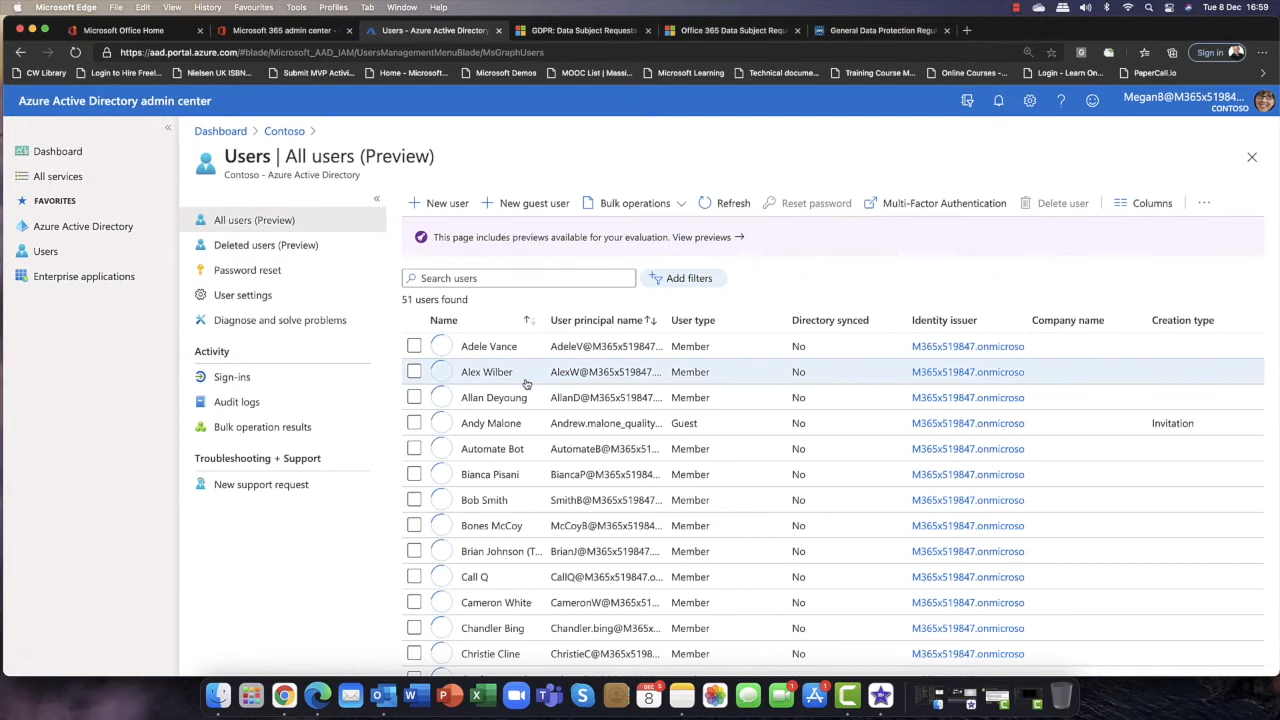 Microsoft Edge File Edit View History Favourites Tools Profiles Tab Window Help Tue 8 Dec 16:59
Microsoft Office Home Microsoft 365 admin center - Users - Azure Active Directory GDPR: Data Subject Requests Office 365 Data Subject Requ General Data Protection Regul
https://aad.portal.azure.com/#blade/Microsoft_AAD_IAM/UsersManagementMenuBlade/MsGraphUsers Sign in
CW Library Login to Hire Freel... Nielsen UK ISBN... Submit MVP Activi... Home - Microsoft... Microsoft Demos MOOC List | Massi... Microsoft Learning Technical docume... Training Course M... Online Courses -... Login - Learn On... PaperCall.io
Azure Active Directory admin center MeganB@M365x51984...
CONTOSO
Dashboard > Contoso >
Users | All users (Preview)
Contoso - Azure Active Directory
Dashboard
All services
FAVORITES
Azure Active Directory
Users
Enterprise applications
All users (Preview)
Deleted users (Preview)
Password reset
User settings
Diagnose and solve problems
Activity
Sign-ins
Audit logs
Bulk operation results
Troubleshooting + Support
New support request
New user New guest user Bulk operations Refresh Reset password Multi-Factor Authentication Delete user Columns ...
This page includes previews available for your evaluation. View previews →
Search users Add filters
51 users found
Name User principal name User type Directory synced Identity issuer Company name Creation type
Adele Vance AdeleV@M365x519847... Member No M365x519847.onmicroso
Alex Wilber AlexW@M365x519847.... Member No M365x519847.onmicroso
Allan Deyoung AllanD@M365x519847.... Member No M365x519847.onmicroso
Andy Malone Andrew.malone_quality... Guest No M365x519847.onmicroso Invitation
Automate Bot AutomateB@M365x51... Member No M365x519847.onmicroso
Bianca Pisani BiancaP@M365x51984... Member No M365x519847.onmicroso
Bob Smith SmithB@M365x519847... Member No M365x519847.onmicroso
Bones McCoy McCoyB@M365x51984... Member No M365x519847.onmicroso
Brian Johnson (T... BrianJ@M365x519847.... Member No M365x519847.onmicroso
Call Q CallQ@M365x519847.o... Member No M365x519847.onmicroso
Cameron White CameronW@M365x51... Member No M365x519847.onmicroso
Chandler Bing Chandler.bing@M365x... Member No M365x519847.onmicroso
Christie Cline ChristieC@M365x5198... Member No M365x519847.onmicroso
DEC 8